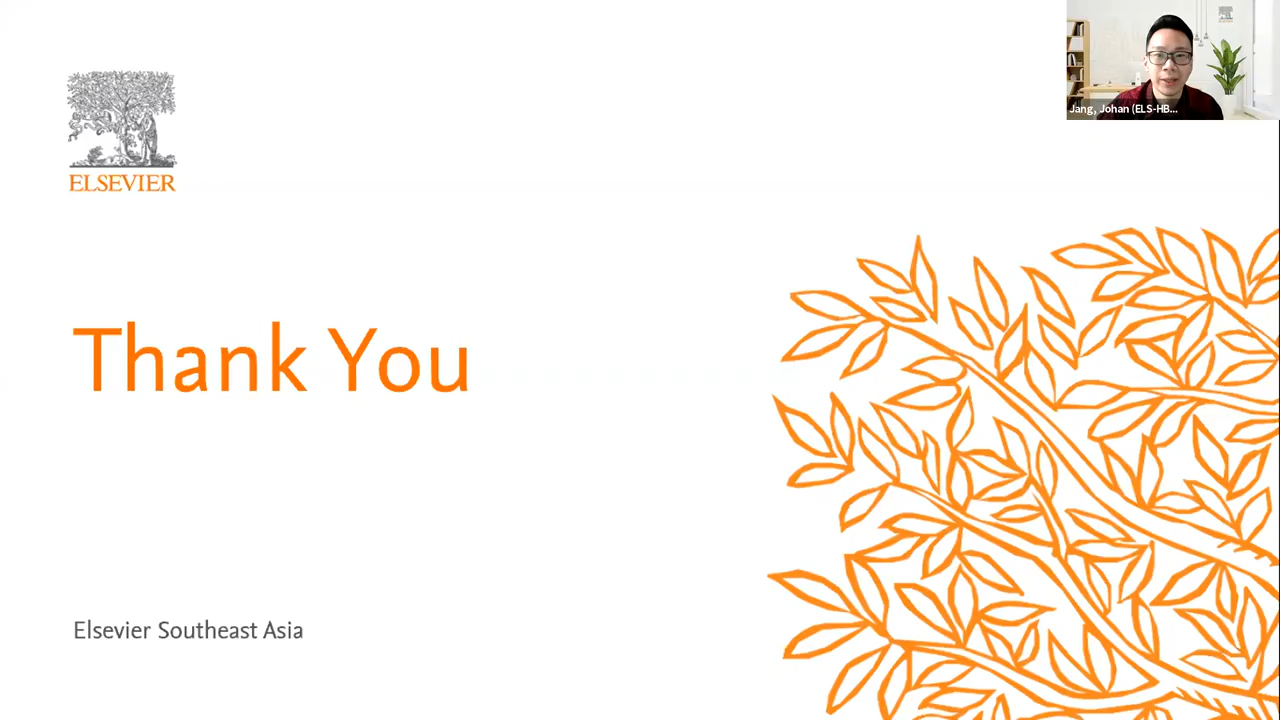 ELSEVIER
Jang, Johan (ELS-HB...
Thank You
Elsevier Southeast Asia